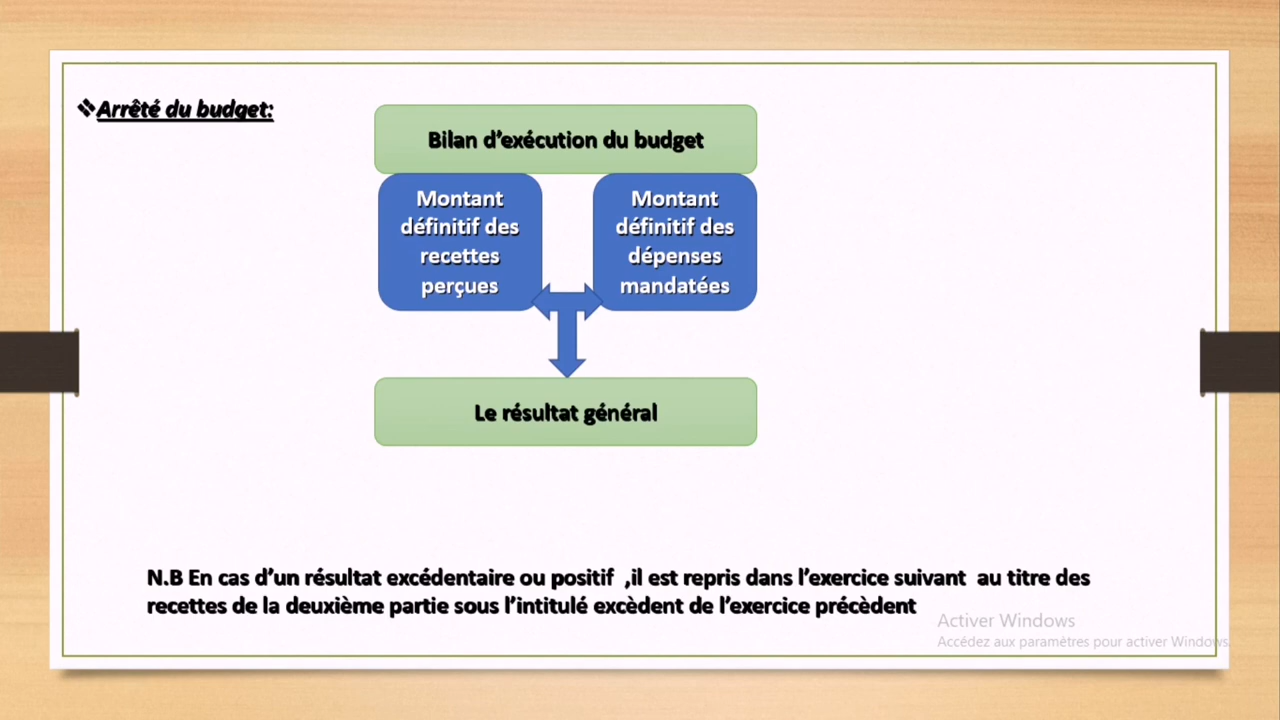 ❖Arrêté du budget:
Bilan d’exécution du budget
Montant
définitif des
recettes
perçues
Montant
définitif des
dépenses
mandatées
Le résultat général
N.B En cas d’un résultat excédentaire ou positif ,il est repris dans l’exercice suivant au titre des
recettes de la deuxième partie sous l’intitulé excèdent de l’exercice précèdent
Activer Windows
Accédez aux paramètres pour activer Windows.